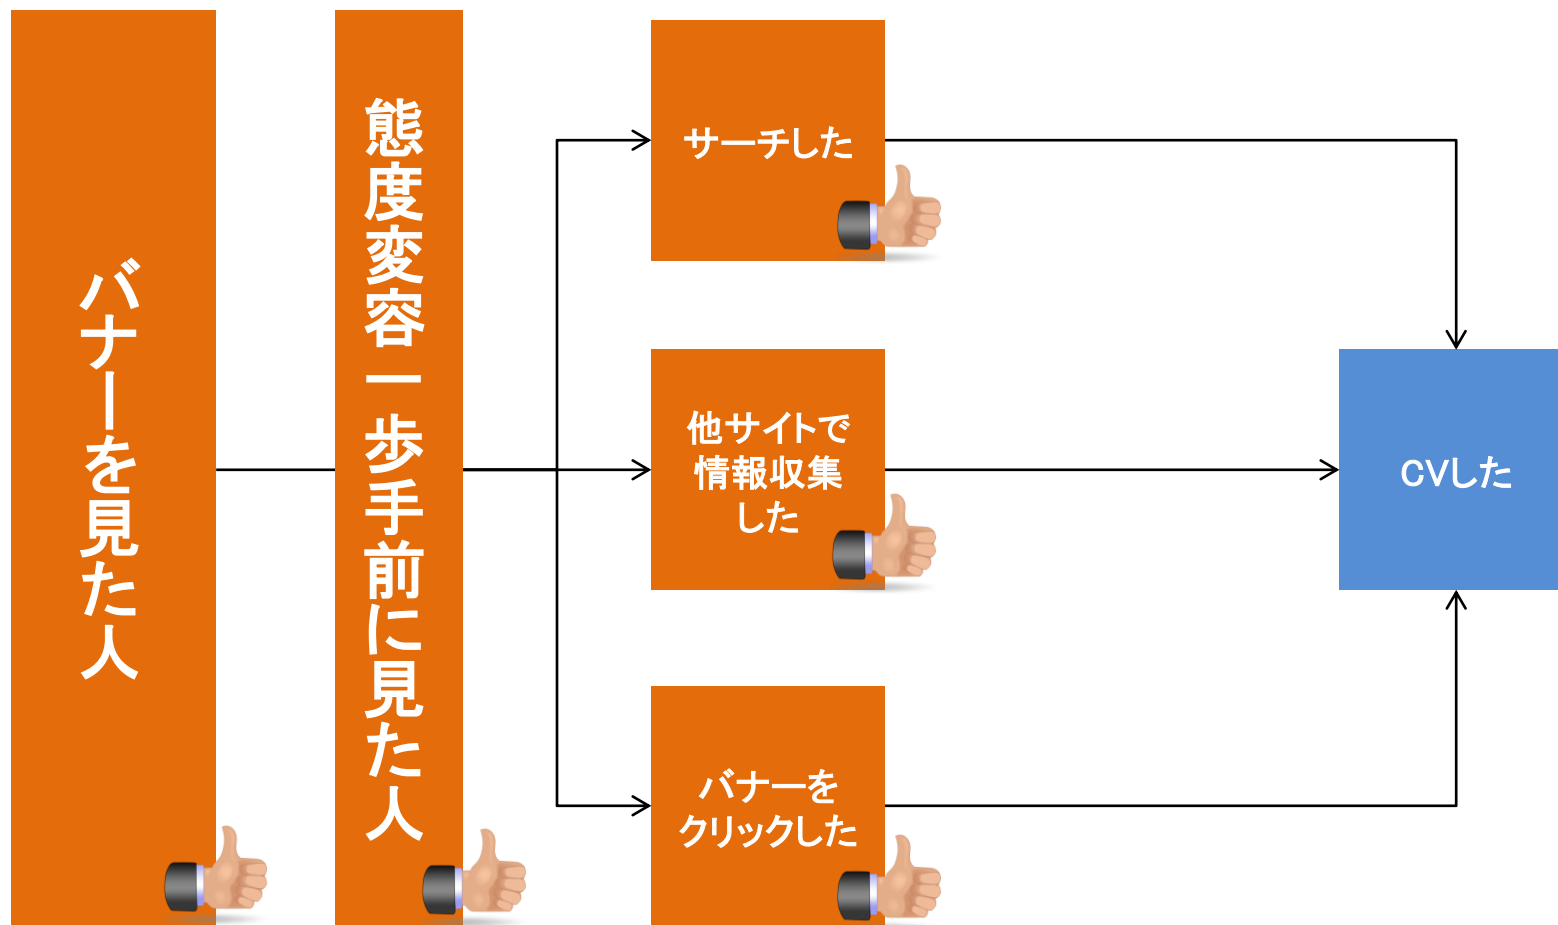 バナーを見た人
態度変容一歩手前に見た人
サーチした
他サイトで
情報収集
した
バナーを
クリックした
CVした